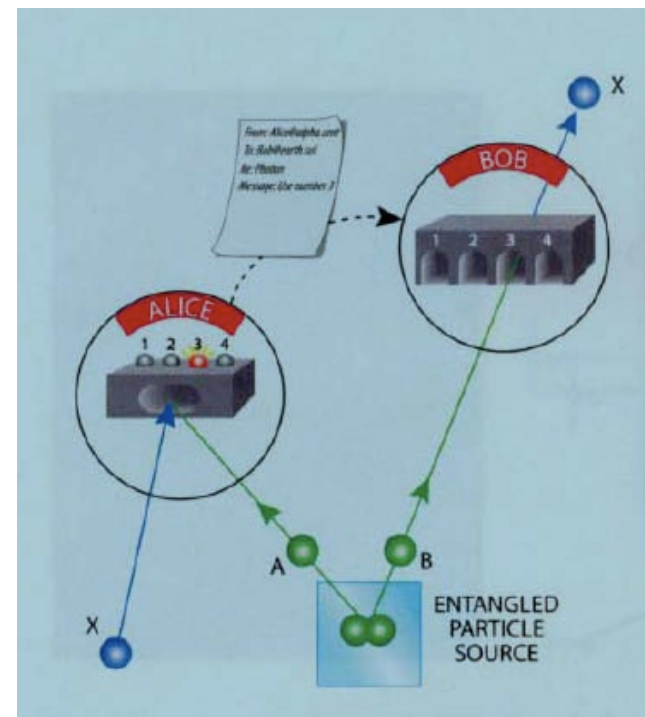 X
From: Alice@alpha.cent
To: Bob@earth.sol
Re: Photon
Message: Use number 3
BOB
1 2 3 4
ALICE
1 2 3 4
A
B
X
ENTANGLED
PARTICLE
SOURCE